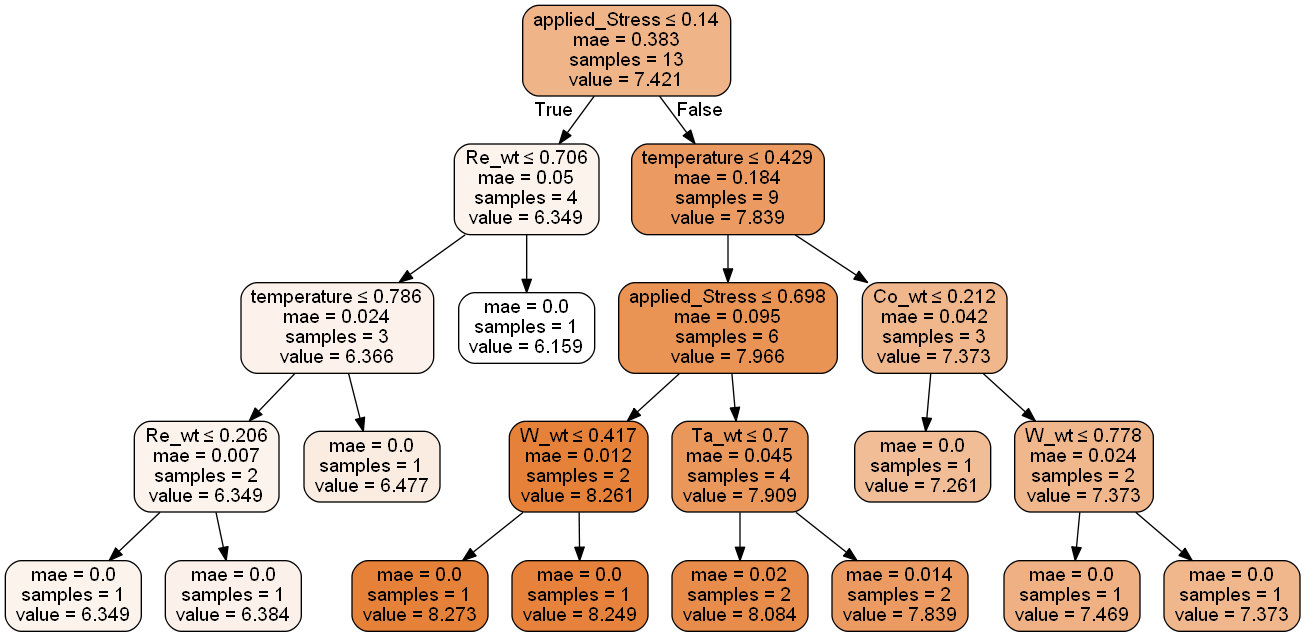 applied_Stress ≤ 0.14
mae = 0.383
samples = 13
value = 7.421
True
False
Re_wt ≤ 0.706
mae = 0.05
samples = 4
value = 6.349
temperature ≤ 0.429
mae = 0.184
samples = 9
value = 7.839
temperature ≤ 0.786
mae = 0.024
samples = 3
value = 6.366
mae = 0.0
samples = 1
value = 6.159
applied_Stress ≤ 0.698
mae = 0.095
samples = 6
value = 7.966
Co_wt ≤ 0.212
mae = 0.042
samples = 3
value = 7.373
Re_wt ≤ 0.206
mae = 0.007
samples = 2
value = 6.349
mae = 0.0
samples = 1
value = 6.477
W_wt ≤ 0.417
mae = 0.012
samples = 2
value = 8.261
Ta_wt ≤ 0.7
mae = 0.045
samples = 4
value = 7.909
mae = 0.0
samples = 1
value = 7.261
W_wt ≤ 0.778
mae = 0.024
samples = 2
value = 7.373
mae = 0.0
samples = 1
value = 6.349
mae = 0.0
samples = 1
value = 6.384
mae = 0.0
samples = 1
value = 8.273
mae = 0.0
samples = 1
value = 8.249
mae = 0.02
samples = 2
value = 8.084
mae = 0.014
samples = 2
value = 7.839
mae = 0.0
samples = 1
value = 7.469
mae = 0.0
samples = 1
value = 7.373